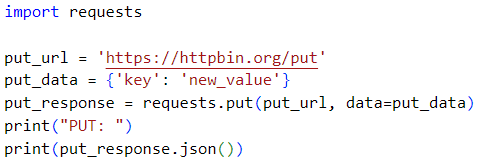 import requests

put_url = 'https://httpbin.org/put'
put_data = {'key': 'new_value'}
put_response = requests.put(put_url, data=put_data)
print("PUT: ")
print(put_response.json())